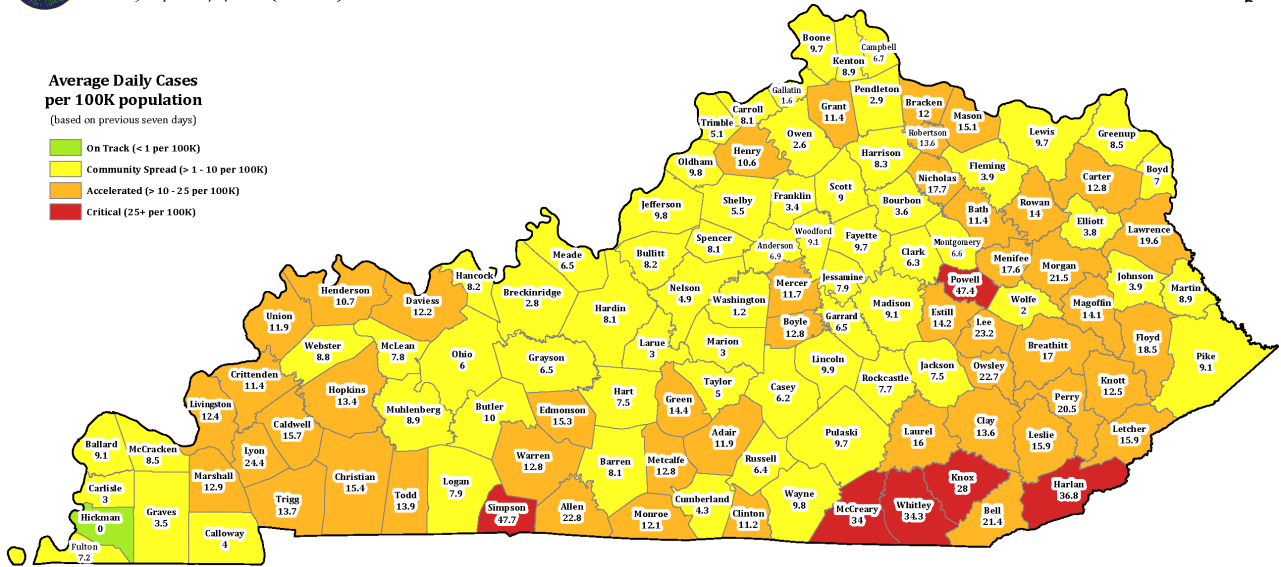 Average Daily Cases
per 100K population
(based on previous seven days)
On Track (< 1 per 100K)
Community Spread (> 1 - 10 per 100K)
Accelerated (> 10 - 25 per 100K)
Critical (25+ per 100K)
Boone
9.7
Kenton
8.9
Campbell
6.7
Gallatin
1.6
Grant
11.4
Pendleton
2.9
Bracken
12
Mason
15.1
Robertson
13.6
Carroll
8.1
Trimble
5.1
Owen
2.6
Henry
10.6
Oldham
9.8
Harrison
8.3
Lewis
9.7
Greenup
8.5
Fleming
3.9
Boyd
7
Carter
12.8
Nicholas
17.7
Scott
9
Bourbon
3.6
Franklin
3.4
Shelby
5.5
Jefferson
9.8
Bath
11.4
Rowan
14
Elliott
3.8
Lawrence
19.6
Spencer
8.1
Anderson
6.9
Woodford
9.1
Fayette
9.7
Clark
6.3
Montgomery
6.6
Menifee
17.6
Morgan
21.5
Johnson
3.9
Martin
8.9
Bullitt
8.2
Meade
6.5
Hancock
8.2
Breckinridge
2.8
Hardin
8.1
Nelson
4.9
Washington
1.2
Mercer
11.7
Jessamine
7.9
Madison
9.1
Powell
47.4
Wolfe
2
Magoffin
14.1
Henderson
10.7
Daviess
12.2
Union
11.9
Webster
8.8
McLean
7.8
Ohio
6
Grayson
6.5
Larue
3
Marion
3
Boyle
12.8
Garrard
6.5
Estill
14.2
Lee
23.2
Breathitt
17
Floyd
18.5
Pike
9.1
Crittenden
11.4
Hopkins
13.4
Livingston
12.4
Caldwell
15.7
Muhlenberg
8.9
Butler
10
Edmonson
15.3
Hart
7.5
Green
14.4
Taylor
5
Casey
6.2
Lincoln
9.9
Rockcastle
7.7
Jackson
7.5
Owsley
22.7
Perry
20.5
Knott
12.5
Ballard
9.1
McCracken
8.5
Lyon
24.4
Marshall
12.9
Trigg
13.7
Christian
15.4
Todd
13.9
Logan
7.9
Warren
12.8
Barren
8.1
Metcalfe
12.8
Adair
11.9
Russell
6.4
Pulaski
9.7
Laurel
16
Clay
13.6
Leslie
15.9
Letcher
15.9
Carlisle
3
Hickman
0
Graves
3.5
Calloway
4
Fulton
7.2
Simpson
47.7
Allen
22.8
Monroe
12.1
Cumberland
4.3
Clinton
11.2
Wayne
9.8
McCreary
34
Whitley
34.3
Knox
28
Bell
21.4
Harlan
36.8